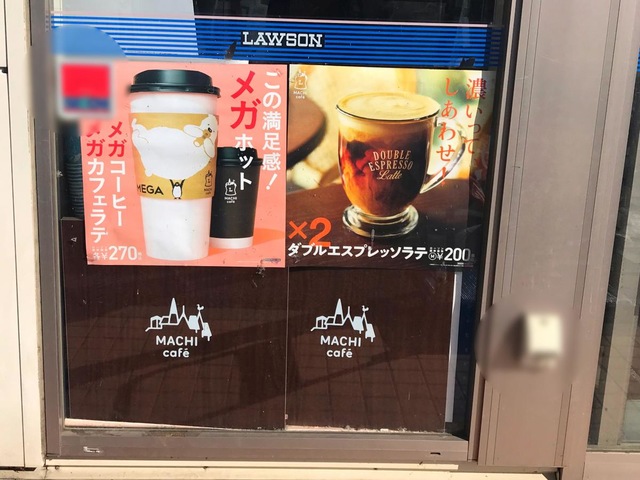 LAWSON
この満足感！
メガホット
メガコーヒー
メガカフェラテ
MEGA
¥270
MACHI
café
濃いって
しあわせ！
DOUBLE
ESPRESSO
Latte
×2
ダブルエスプレッソラテ
M ¥200
MACHI
café
MACHI
café